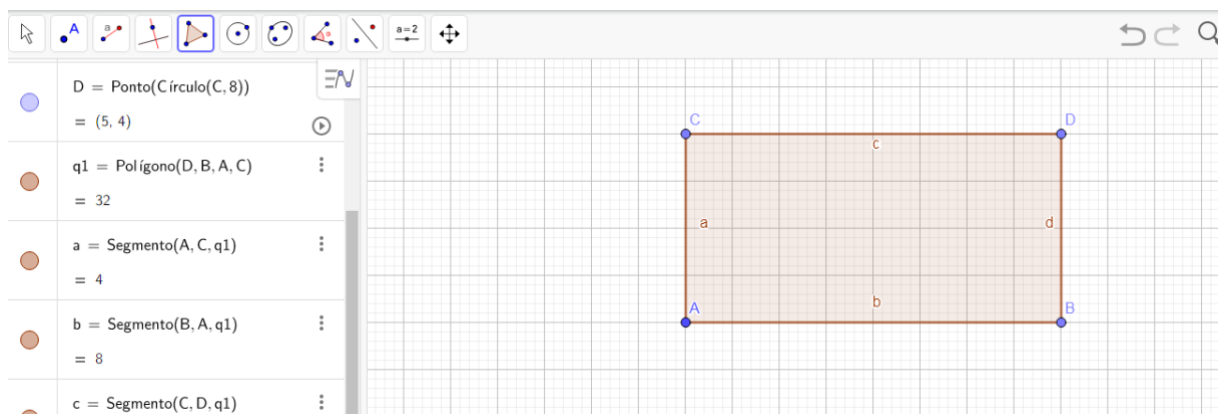 A
a
a=2
D = Ponto(Círculo(C, 8))
= (5, 4)
q1 = Polígono(D, B, A, C)
= 32
a = Segmento(A, C, q1)
= 4
b = Segmento(B, A, q1)
= 8
c = Segmento(C, D, q1)
C
D
c
a
d
A
b
B